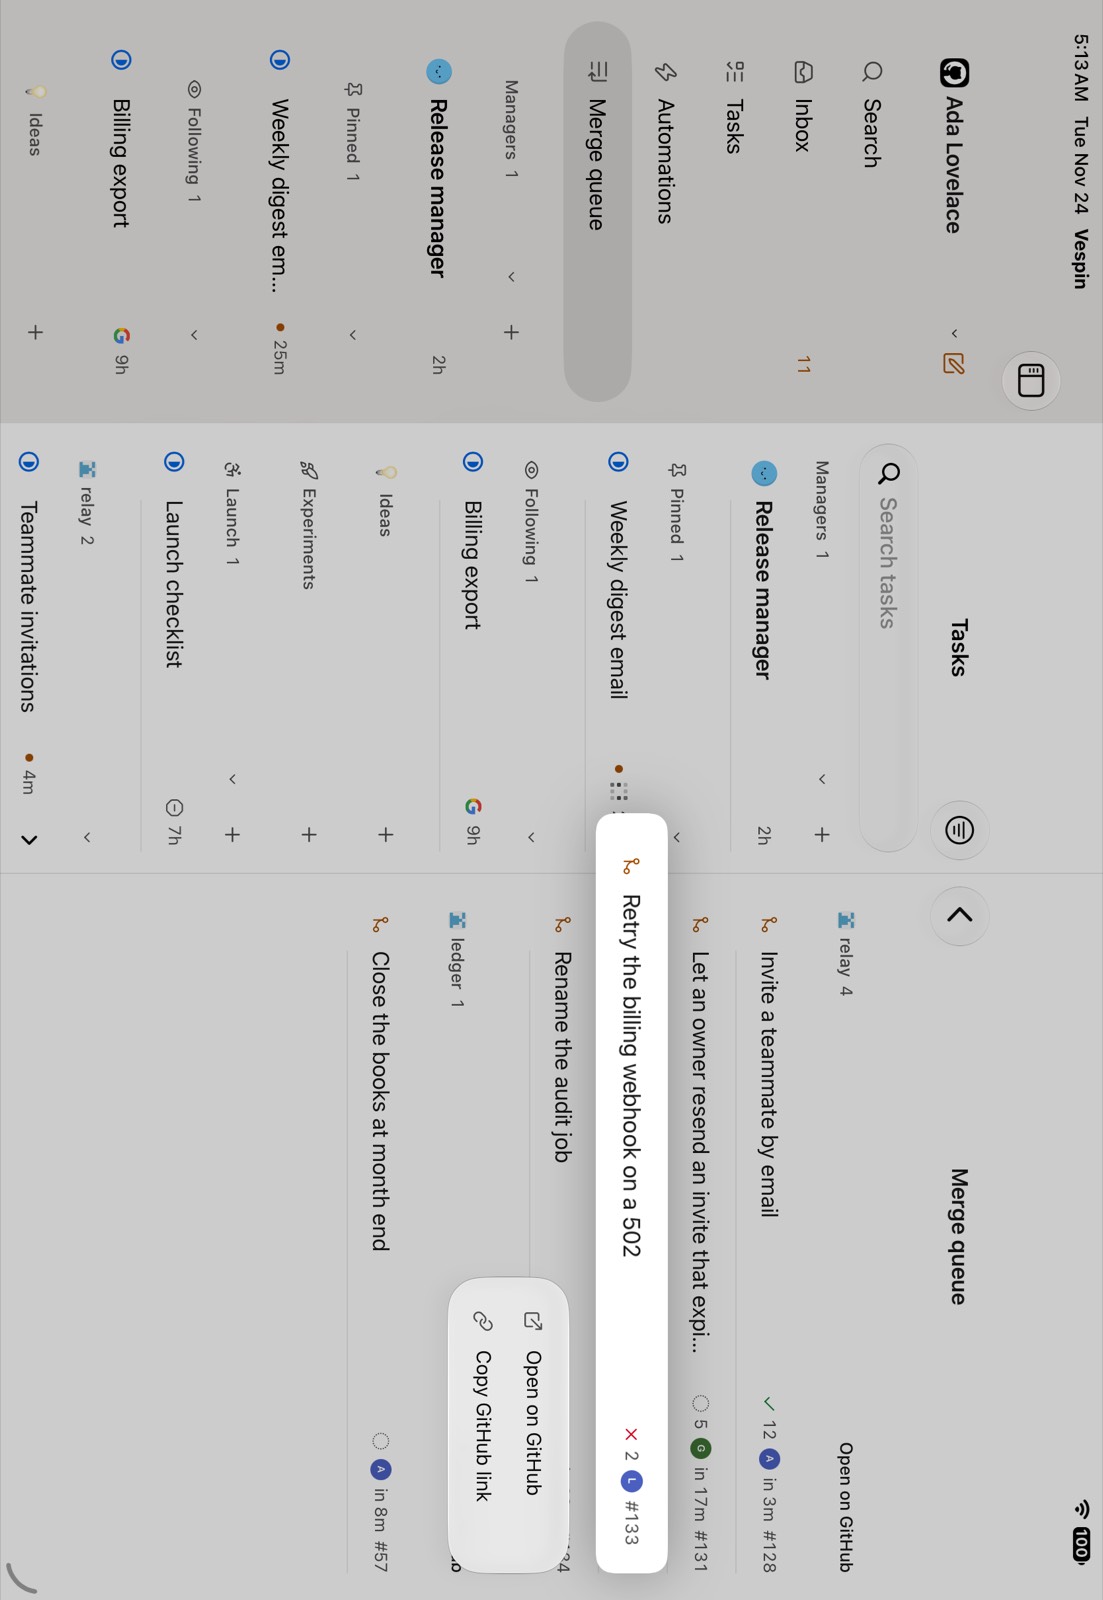 5:13 AM Tue Nov 24 Vespin
100
Ada Lovelace
Search
Inbox 11
Tasks
Automations
Merge queue
Managers 1
Release manager 2h
Pinned 1
Weekly digest em... 25m
Following 1
Billing export 9h
Ideas
Tasks
Search tasks
Managers 1
Release manager 2h
Pinned 1
Weekly digest email
Following 1
Billing export 9h
Ideas
Experiments
Launch 1
Launch checklist 7h
relay 2
Teammate invitations 4m
Merge queue
relay 4 Open on GitHub
Invite a teammate by email 12 A in 3m #128
Let an owner resend an invite that expi... 5 G in 17m #131
Retry the billing webhook on a 502 2 L #133
Rename the audit job
Open on GitHub
Copy GitHub link
ledger 1
Close the books at month end A in 8m #57